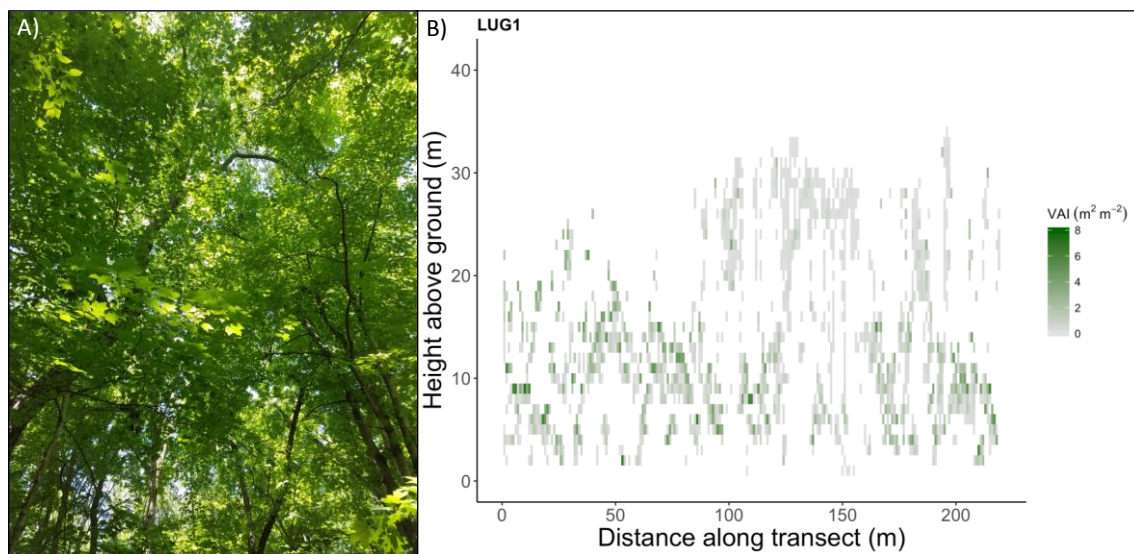 A)
B)
LUG1
Height above ground (m)
40
30
20
10
0
0 50 100 150 200
Distance along transect (m)
VAI (m² m⁻²)
8
6
4
2
0